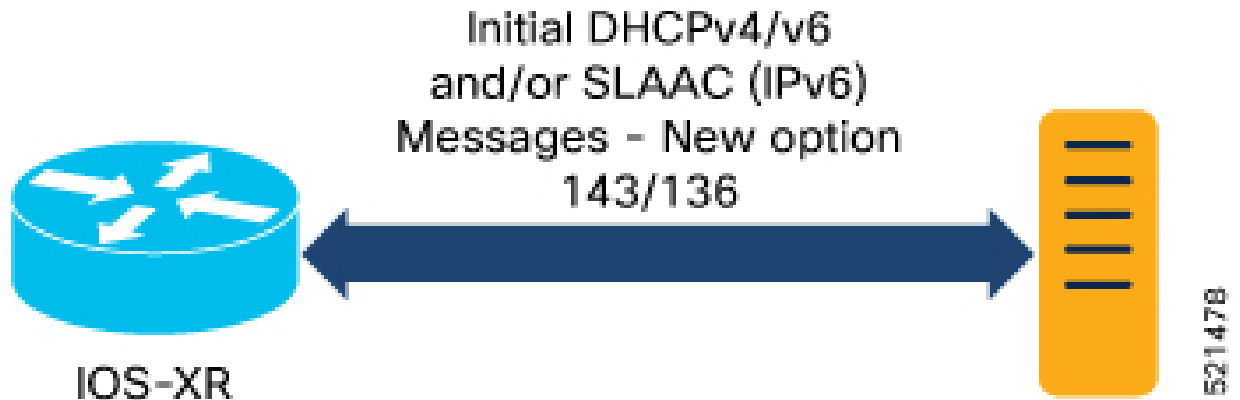 Initial DHCPv4/v6
and/or SLAAC (IPv6)
Messages - New option
143/136
IOS-XR
521478